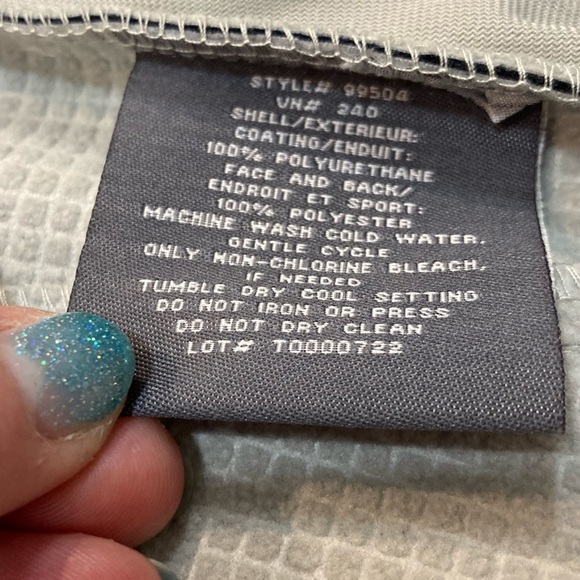 STYLE# 99504
VN# 240
SHELL/EXTERIEUR:
COATING/ENDUIT:
100% POLYURETHANE
FACE AND BACK/
ENDROIT ET SPORT:
100% POLYESTER
MACHINE WASH COLD WATER.
GENTLE CYCLE
ONLY NON-CHLORINE BLEACH,
IF NEEDED
TUMBLE DRY COOL SETTING
DO NOT IRON OR PRESS
DO NOT DRY CLEAN
LOT# T0000722